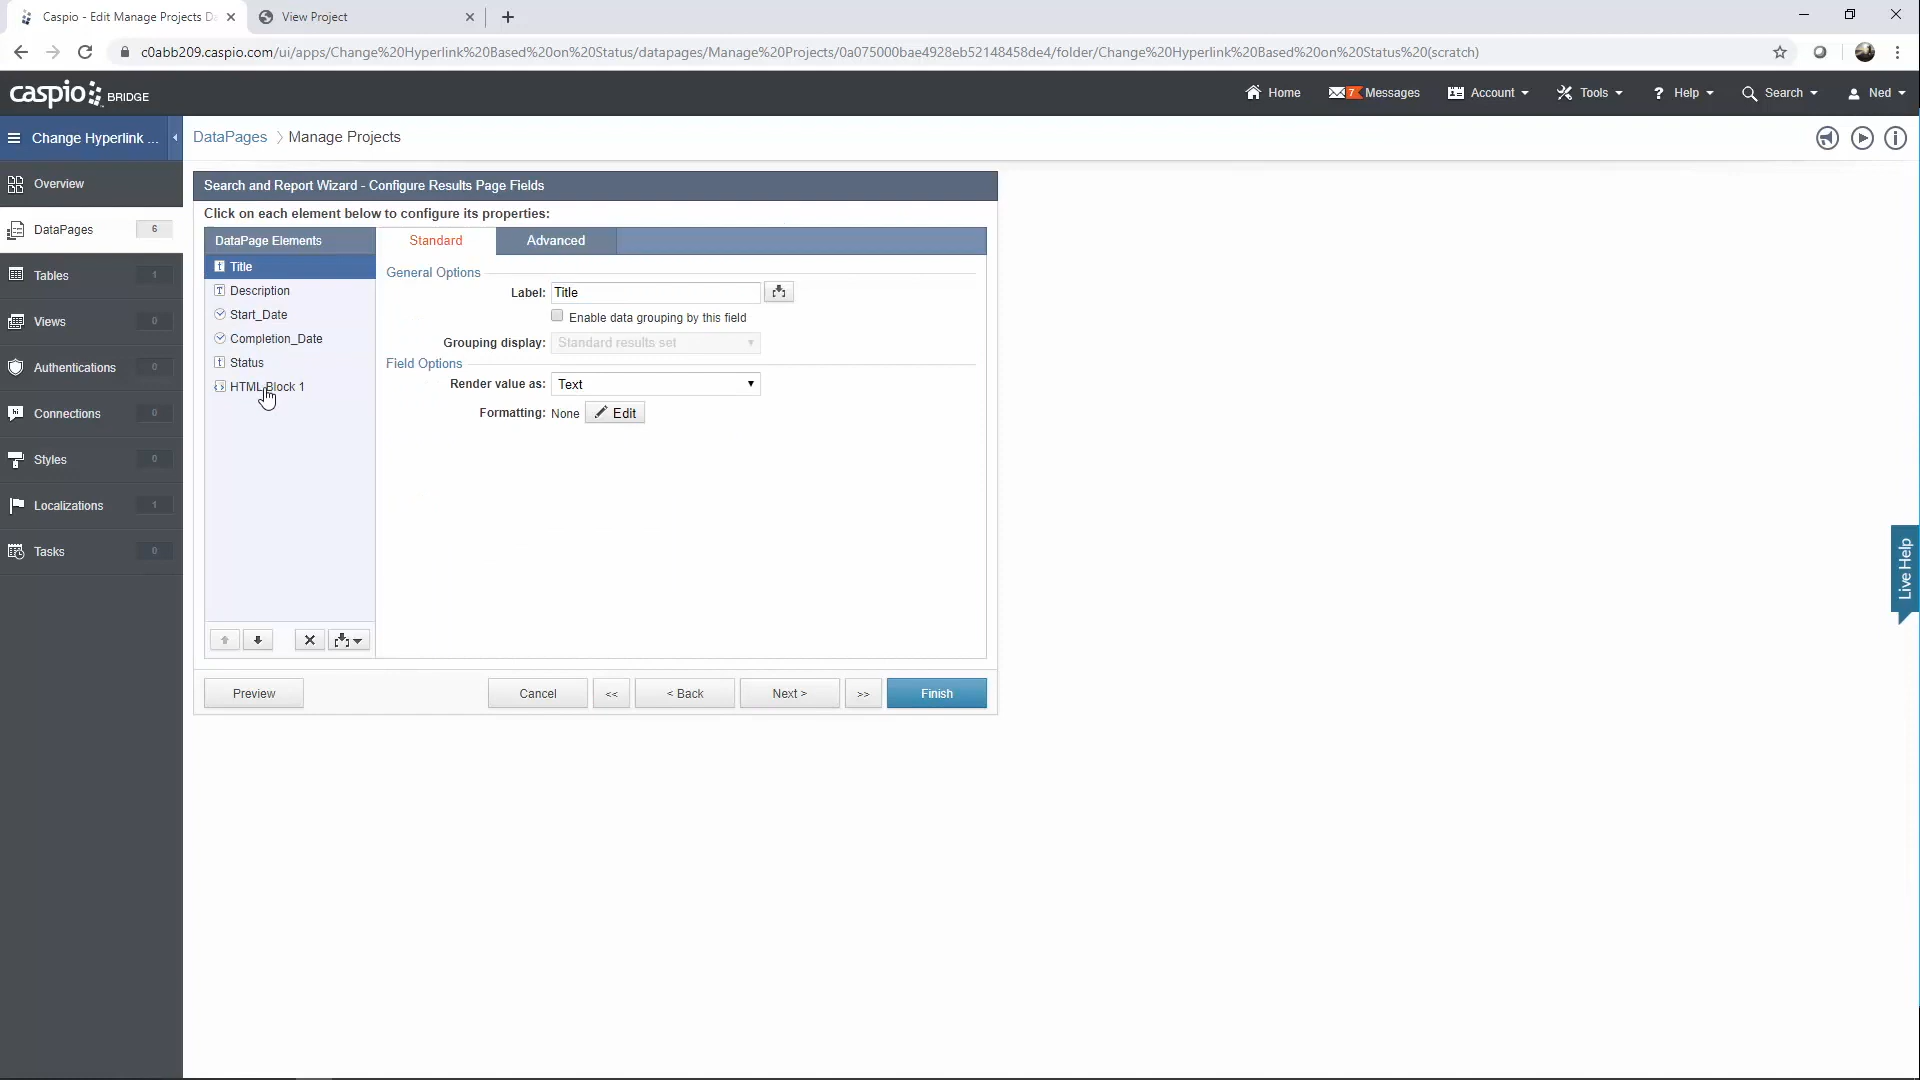 Caspio - Edit Manage Projects Da
View Project
c0abb209.caspio.com/ui/apps/Change%20Hyperlink%20Based%20on%20Status/datapages/Manage%20Projects/0a075000bae4928eb52148458de4/folder/Change%20Hyperlink%20Based%20on%20Status%20(scratch)
caspio BRIDGE
Home
7 Messages
Account
Tools
? Help
Search
Ned
Change Hyperlink ...
DataPages > Manage Projects
Overview
DataPages 6
Tables 1
Views 0
Authentications 0
Connections 0
Styles 0
Localizations 1
Tasks 0
Search and Report Wizard - Configure Results Page Fields
Click on each element below to configure its properties:
DataPage Elements
Standard
Advanced
Title
Description
Start_Date
Completion_Date
Status
HTML Block 1
General Options
Label: Title
Enable data grouping by this field
Grouping display: Standard results set
Field Options
Render value as: Text
Formatting: None Edit
Preview
Cancel
<<
< Back
Next >
>>
Finish
Live Help